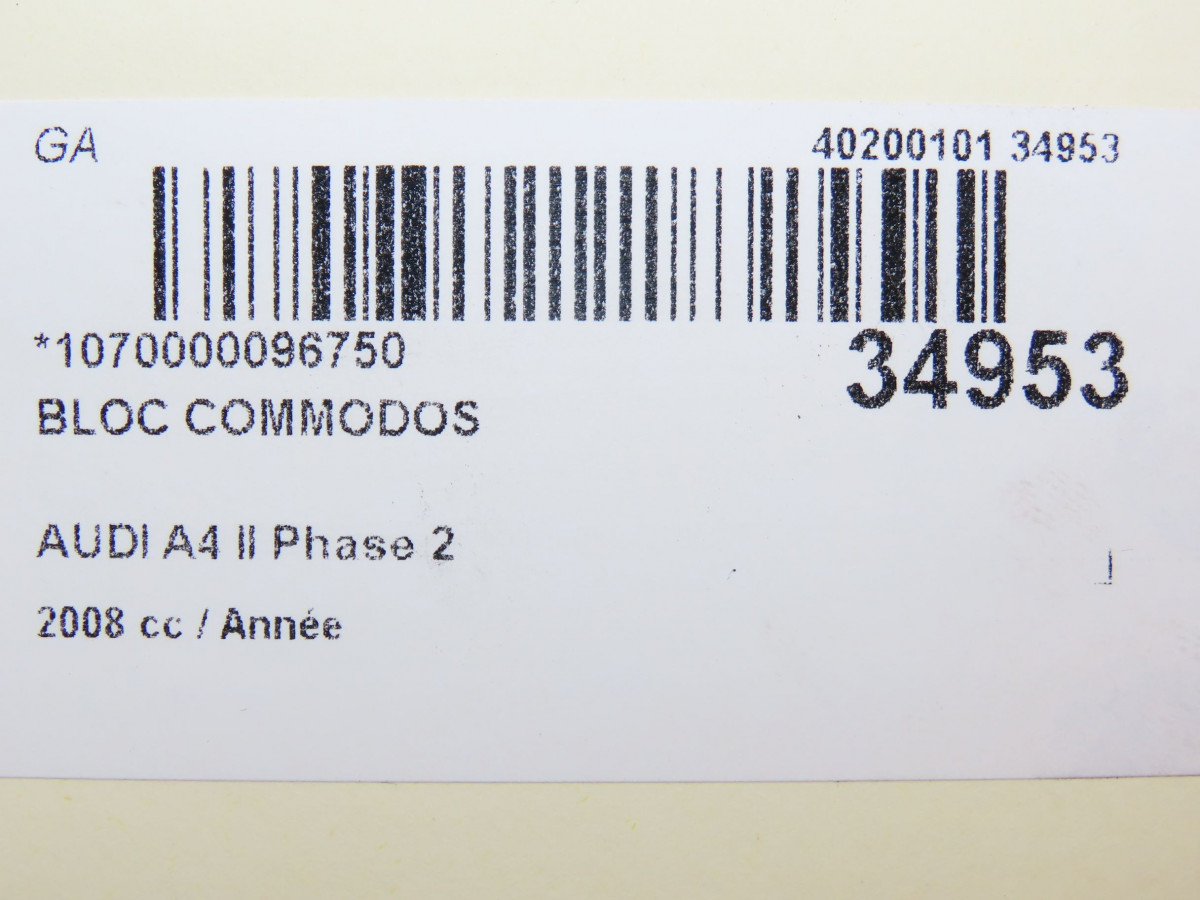 GA
40200101 34953
*1070000096750
34953
BLOC COMMODOS
AUDI A4 II Phase 2
2008 cc / Année